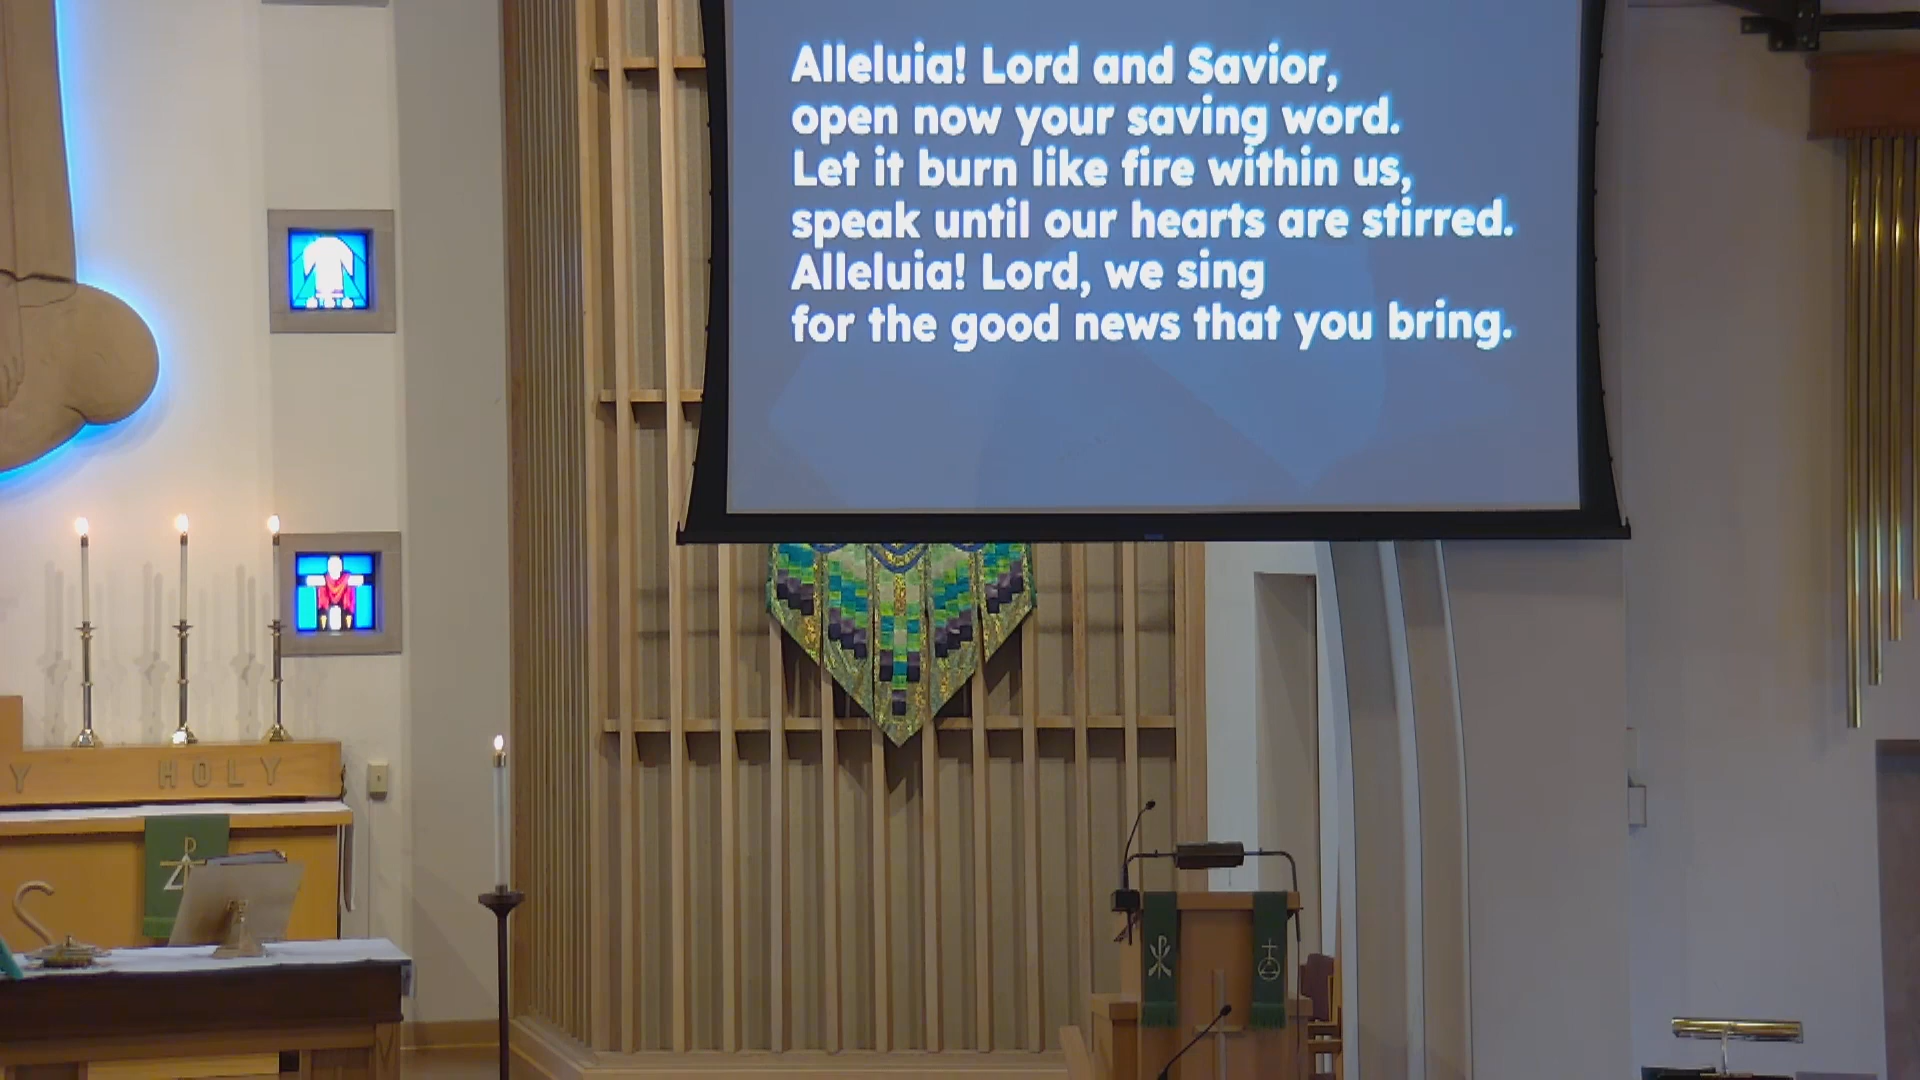 Alleluia! Lord and Savior,
open now your saving word.
Let it burn like fire within us,
speak until our hearts are stirred.
Alleluia! Lord, we sing
for the good news that you bring.
Y HOLY